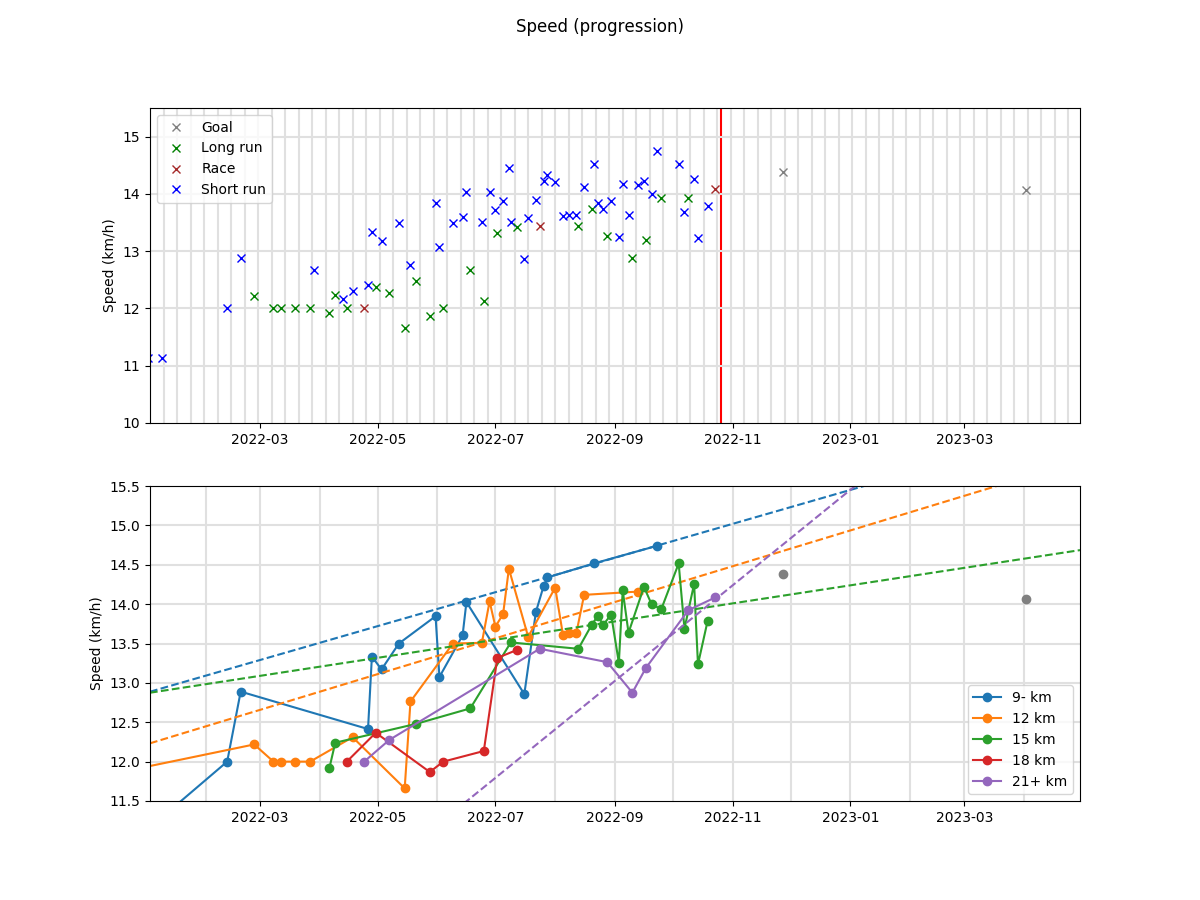 Speed (progression)
15
14
13
12
11
10
Speed (km/h)
Goal
Long run
Race
Short run
2022-03
2022-05
2022-07
2022-09
2022-11
2023-01
2023-03
15.5
15.0
14.5
14.0
13.5
13.0
12.5
12.0
11.5
Speed (km/h)
9- km
12 km
15 km
18 km
21+ km
2022-03
2022-05
2022-07
2022-09
2022-11
2023-01
2023-03